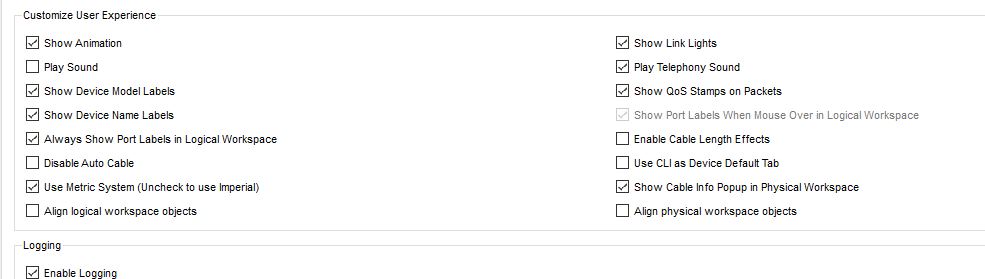 Customize User Experience
Show Animation
Show Link Lights
Play Sound
Play Telephony Sound
Show Device Model Labels
Show QoS Stamps on Packets
Show Device Name Labels
Show Port Labels When Mouse Over in Logical Workspace
Always Show Port Labels in Logical Workspace
Enable Cable Length Effects
Disable Auto Cable
Use CLI as Device Default Tab
Use Metric System (Uncheck to use Imperial)
Show Cable Info Popup in Physical Workspace
Align logical workspace objects
Align physical workspace objects
Logging
Enable Logging